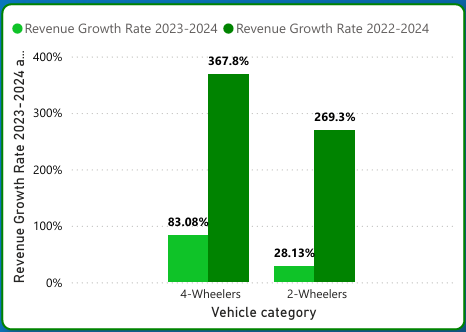 Revenue Growth Rate 2023-2024 Revenue Growth Rate 2022-2024
Revenue Growth Rate 2023-2024 a...
400%
300%
200%
100%
0%
367.8%
269.3%
83.08%
28.13%
4-Wheelers 2-Wheelers
Vehicle category